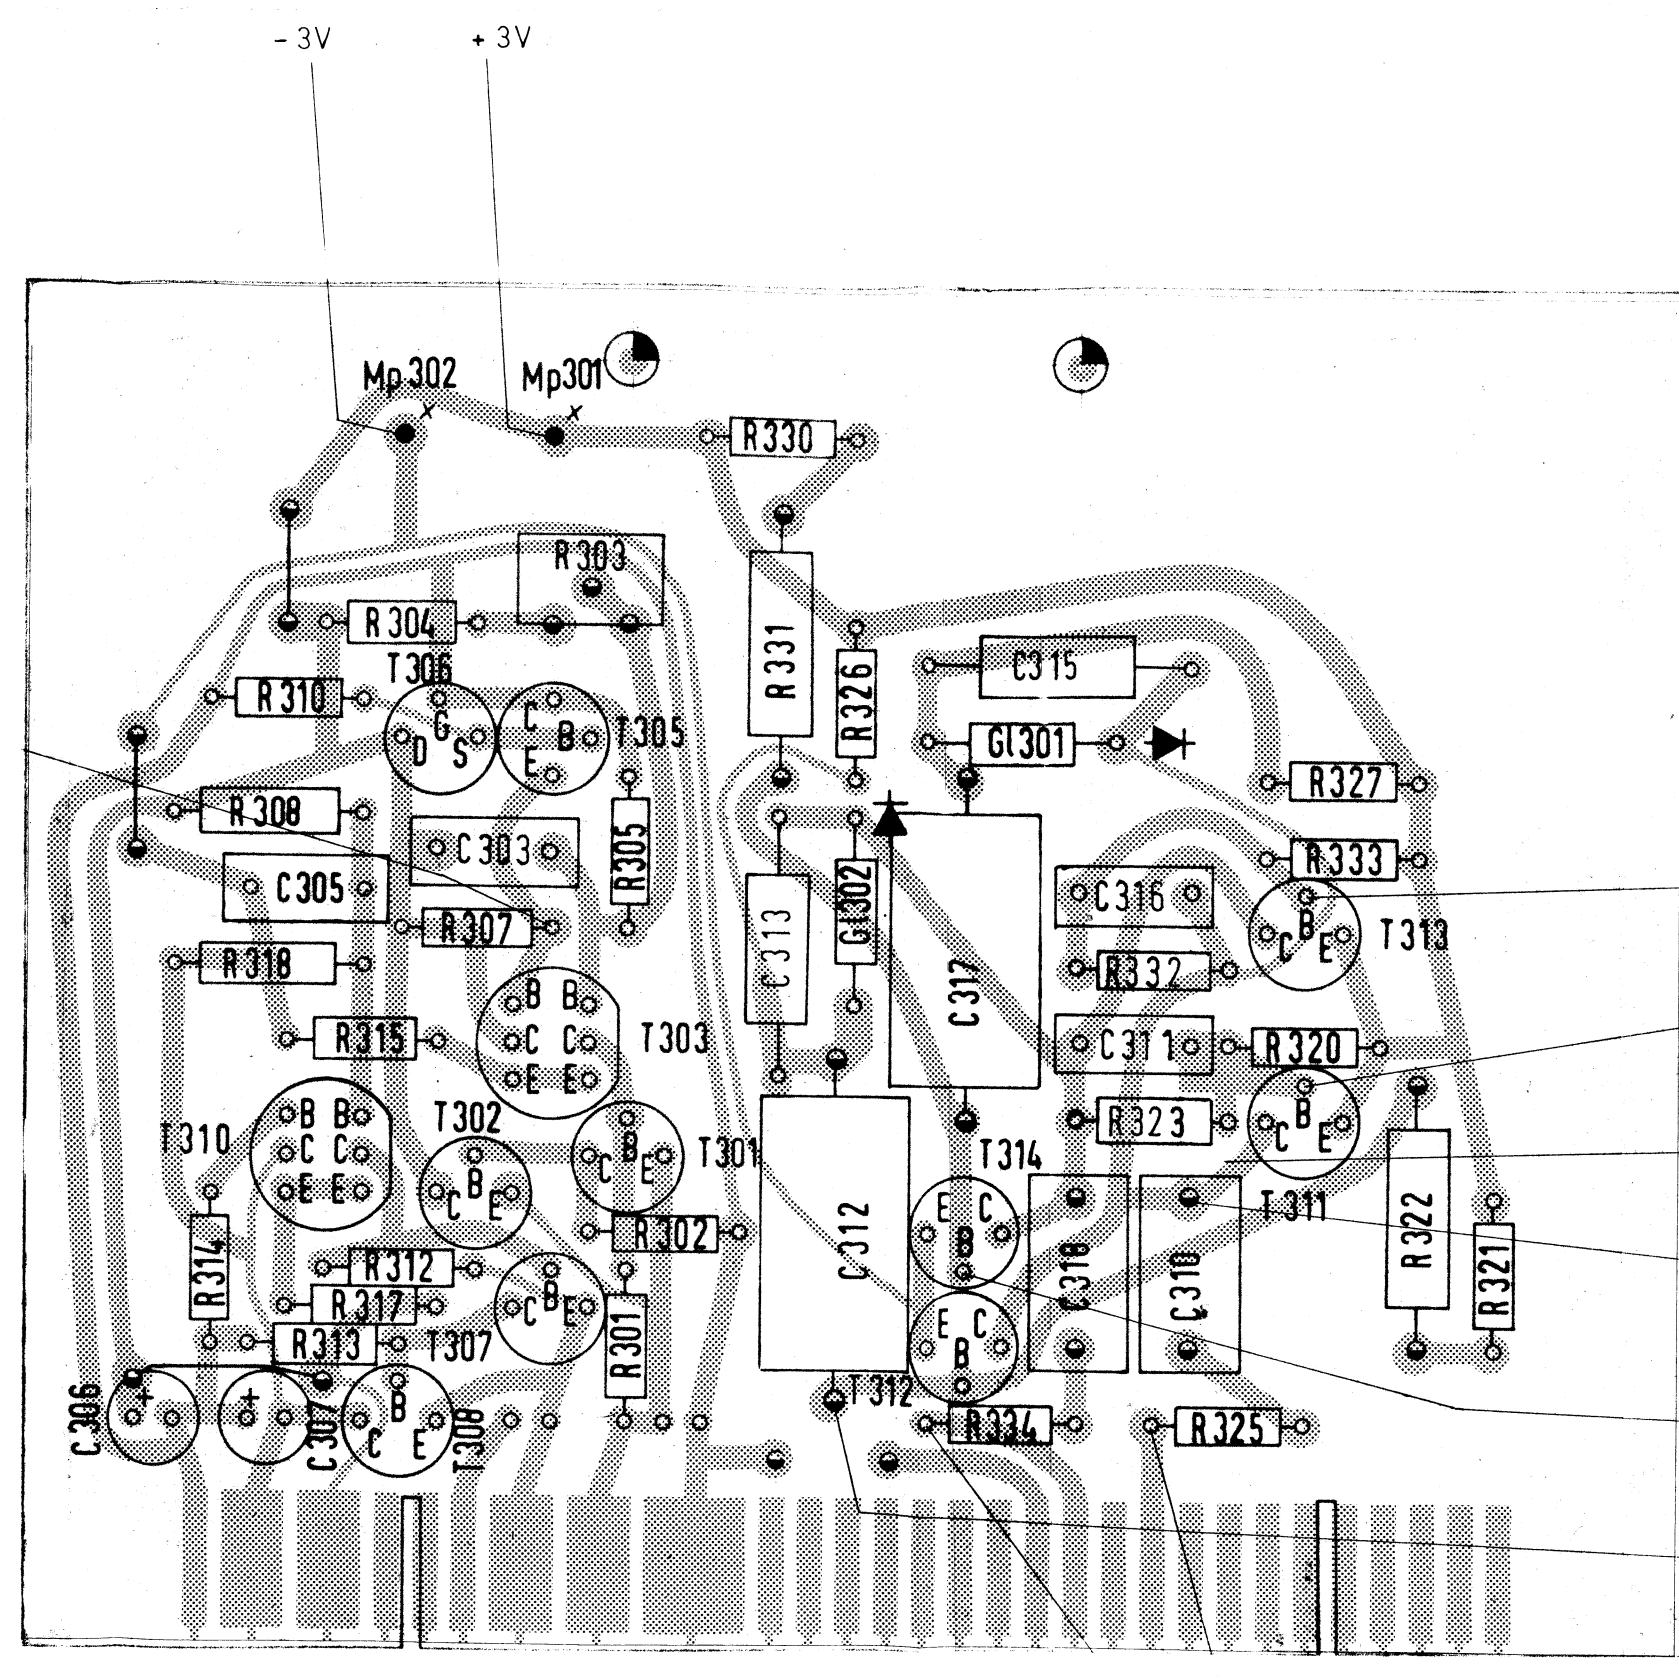 - 3V + 3V
Mp302 Mp301
R330
R303
R304
T306
R331
R326
C315
R310
G
D S
C
B
E
T305
Gl301
R327
R308
C303
R305
R333
C305
C316
B
C E
T313
R307
C313
Gl302
C317
R318
R332
B B
C C
E E
T303
R315
C311
R320
T310
B B
C C
E E
T302
B
C E
T301
R323
B
C E
T311
T314
B
C E
R302
C312
E C
B
R322
R321
R314
R312
R317
R313
T307
B
C E
R301
C310
E C
B
T312
C306
+
+
C307
B
C E
T308
R334
R325